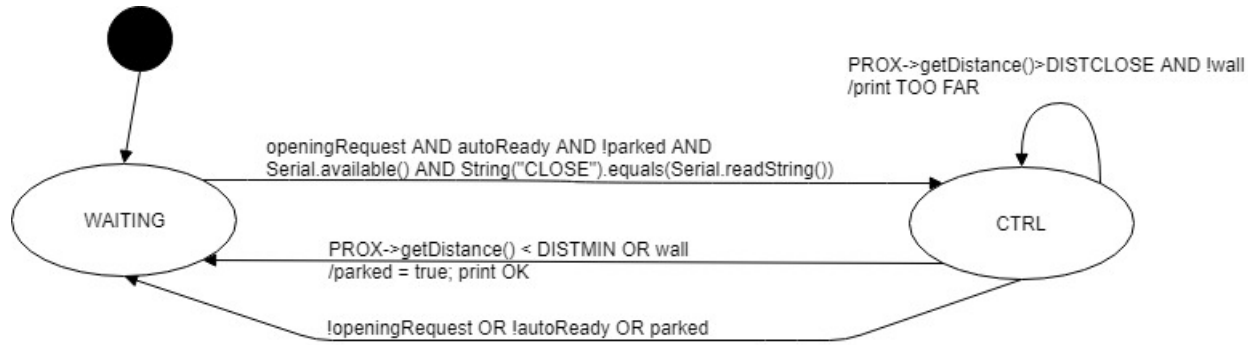 PROX->getDistance()>DISTCLOSE AND !wall
/print TOO FAR
openingRequest AND autoReady AND !parked AND
Serial.available() AND String("CLOSE").equals(Serial.readString())
WAITING
CTRL
PROX->getDistance() < DISTMIN OR wall
/parked = true; print OK
!openingRequest OR !autoReady OR parked